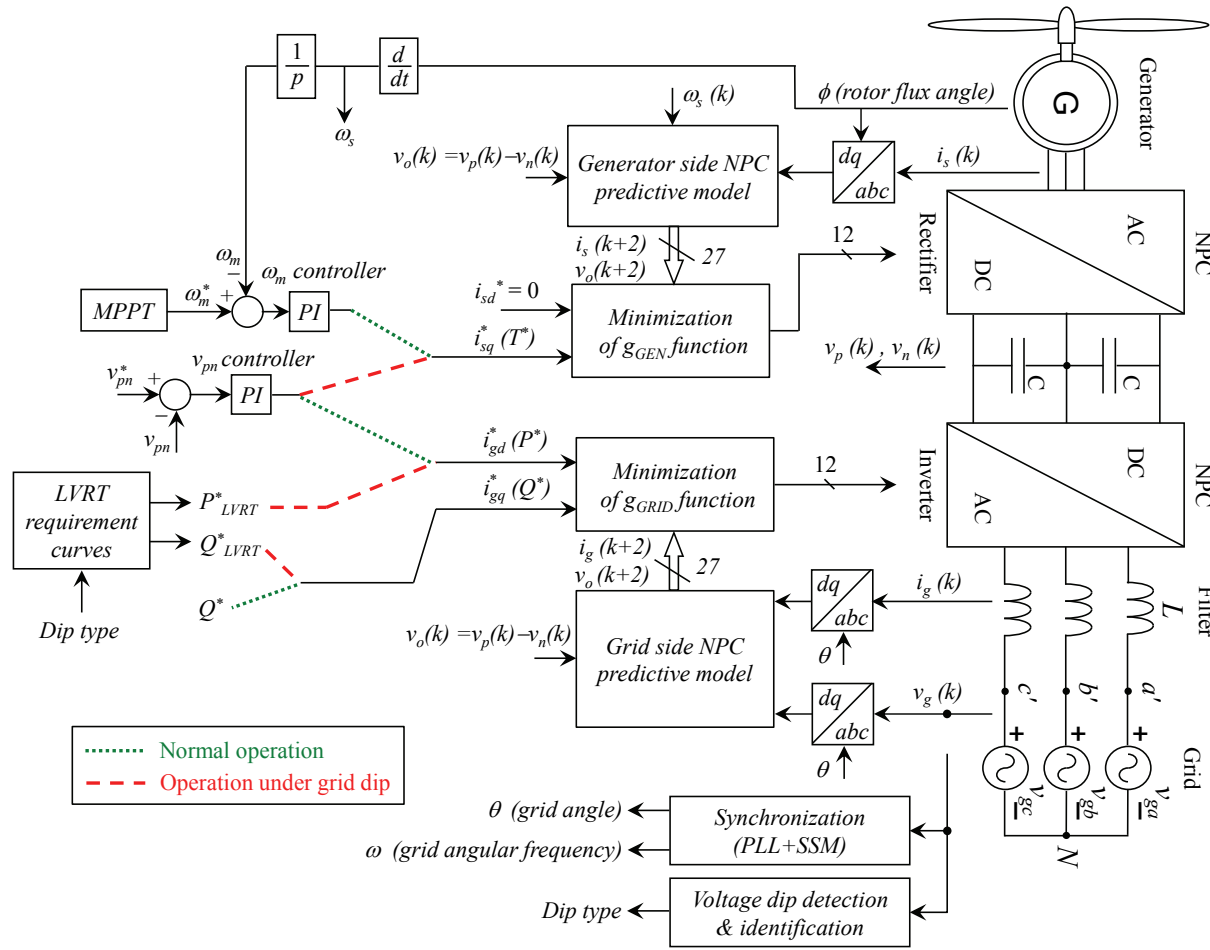 1
p
d
dt
ω_s
ϕ (rotor flux angle)
ω_s (k)
v_o(k) =v_p(k)−v_n(k)
Generator side NPC
predictive model
dq
abc
i_s (k)
G
Generator
AC
DC
NPC
Rectifier
i_s (k+2)
v_o(k+2)
27
12
ω_m
−
ω_m controller
MPPT
ω_m^*
+
PI
i_sd^* = 0
i_sq^* (T^*)
Minimization
of g_GEN function
v_p (k) , v_n (k)
C
C
v_pn controller
v_pn^*
+
−
PI
v_pn
LVRT
requirement
curves
P^*_LVRT
Q^*_LVRT
Q^*
Dip type
i_gd^* (P^*)
i_gq^* (Q^*)
Minimization
of g_GRID function
12
DC
AC
NPC
Inverter
i_g (k+2)
v_o(k+2)
27
v_o(k) =v_p(k)−v_n(k)
Grid side NPC
predictive model
dq
abc
i_g (k)
θ
dq
abc
v_g (k)
θ
Filter
L
c'
b'
a'
+
+
+
v_gc
v_gb
v_ga
−
−
−
Grid
N
Normal operation
Operation under grid dip
θ (grid angle)
ω (grid angular frequency)
Synchronization
(PLL+SSM)
Dip type
Voltage dip detection
& identification